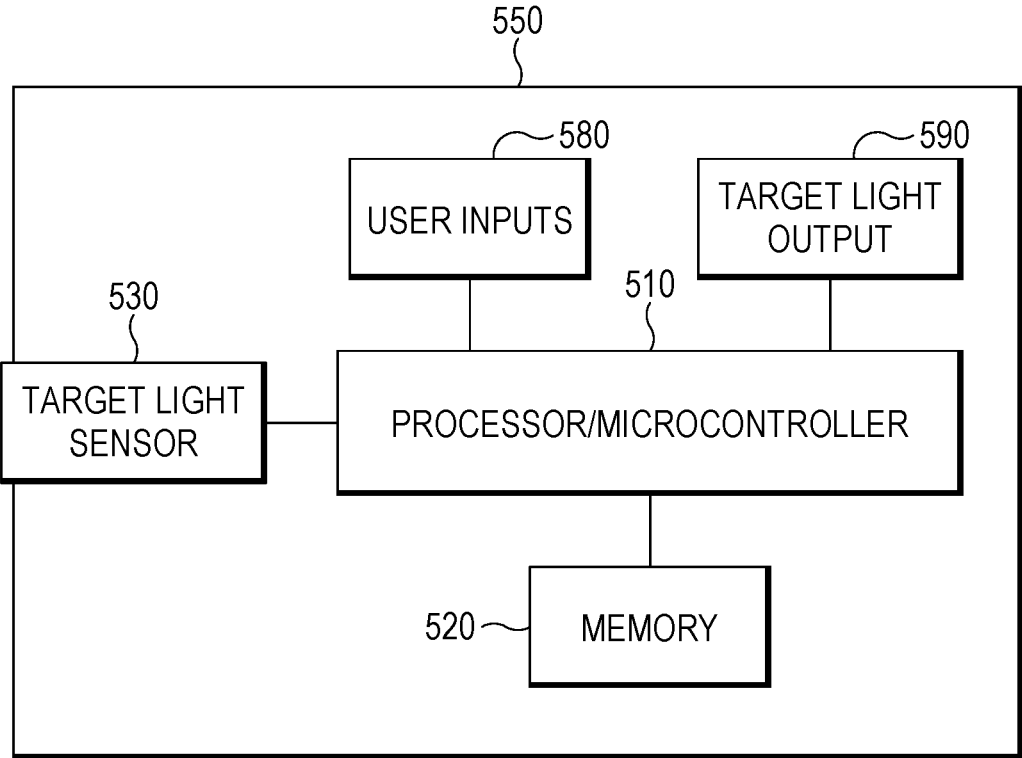 550
580
590
USER INPUTS
TARGET LIGHT
OUTPUT
530
510
TARGET LIGHT
SENSOR
PROCESSOR/MICROCONTROLLER
520
MEMORY